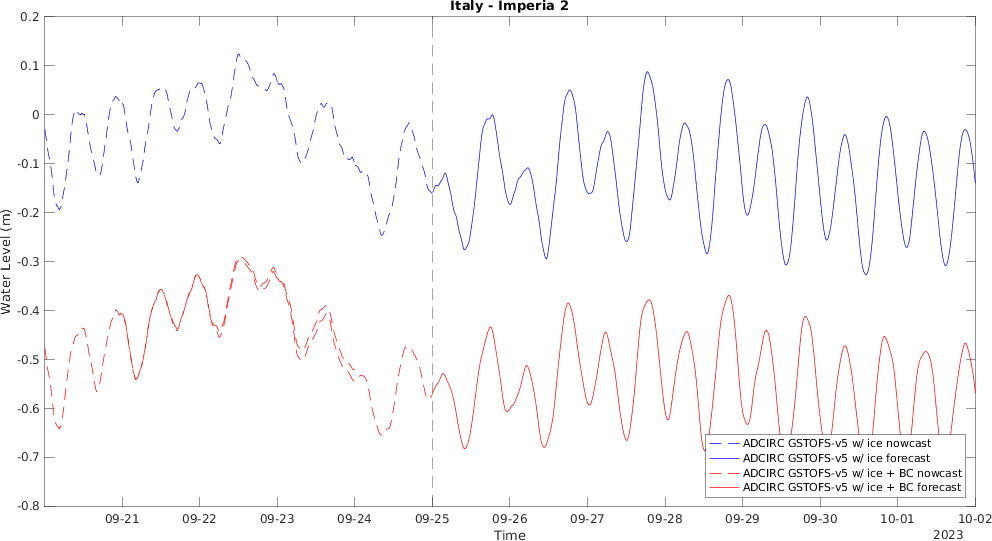 Italy - Imperia 2
0.2
0.1
0
-0.1
-0.2
-0.3
-0.4
-0.5
-0.6
-0.7
-0.8
Water Level (m)
ADCIRC GSTOFS-v5 w/ ice nowcast
ADCIRC GSTOFS-v5 w/ ice forecast
ADCIRC GSTOFS-v5 w/ ice + BC nowcast
ADCIRC GSTOFS-v5 w/ ice + BC forecast
09-21 09-22 09-23 09-24 09-25 09-26 09-27 09-28 09-29 09-30 10-01 10-02
Time 2023